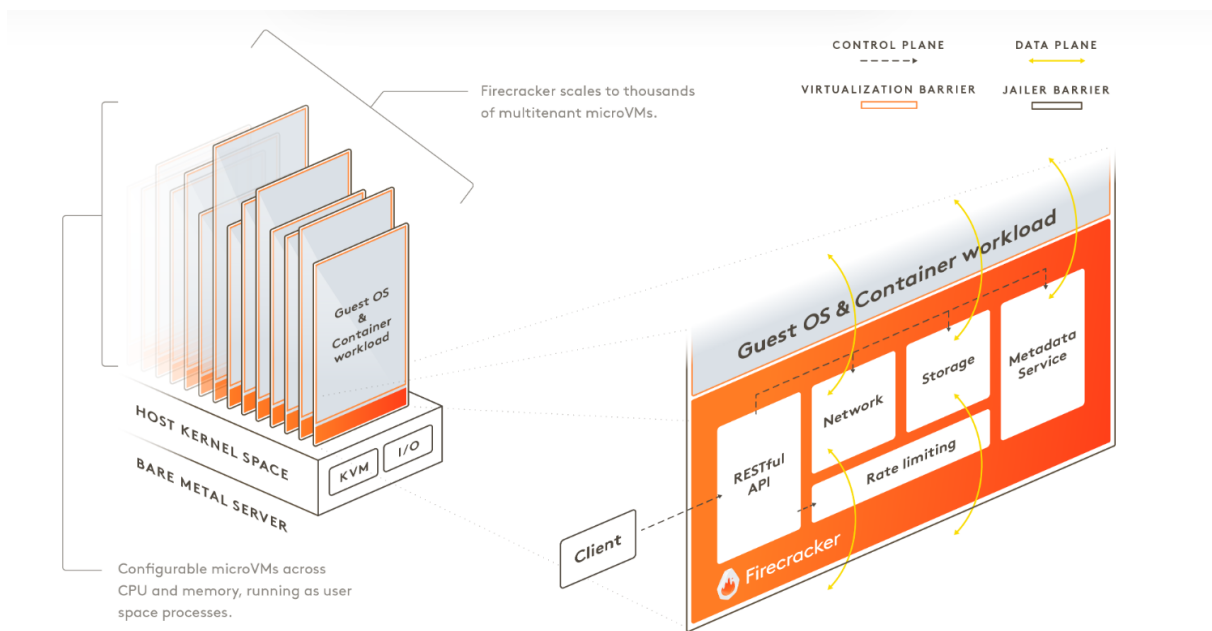 CONTROL PLANE
DATA PLANE
VIRTUALIZATION BARRIER
JAILER BARRIER
Firecracker scales to thousands
of multitenant microVMs.
Guest OS
&
Container
workload
HOST KERNEL SPACE
KVM
I/O
BARE METAL SERVER
Configurable microVMs across
CPU and memory, running as user
space processes.
Guest OS & Container workload
RESTful
API
Network
Storage
Metadata
Service
Rate limiting
Client
Firecracker